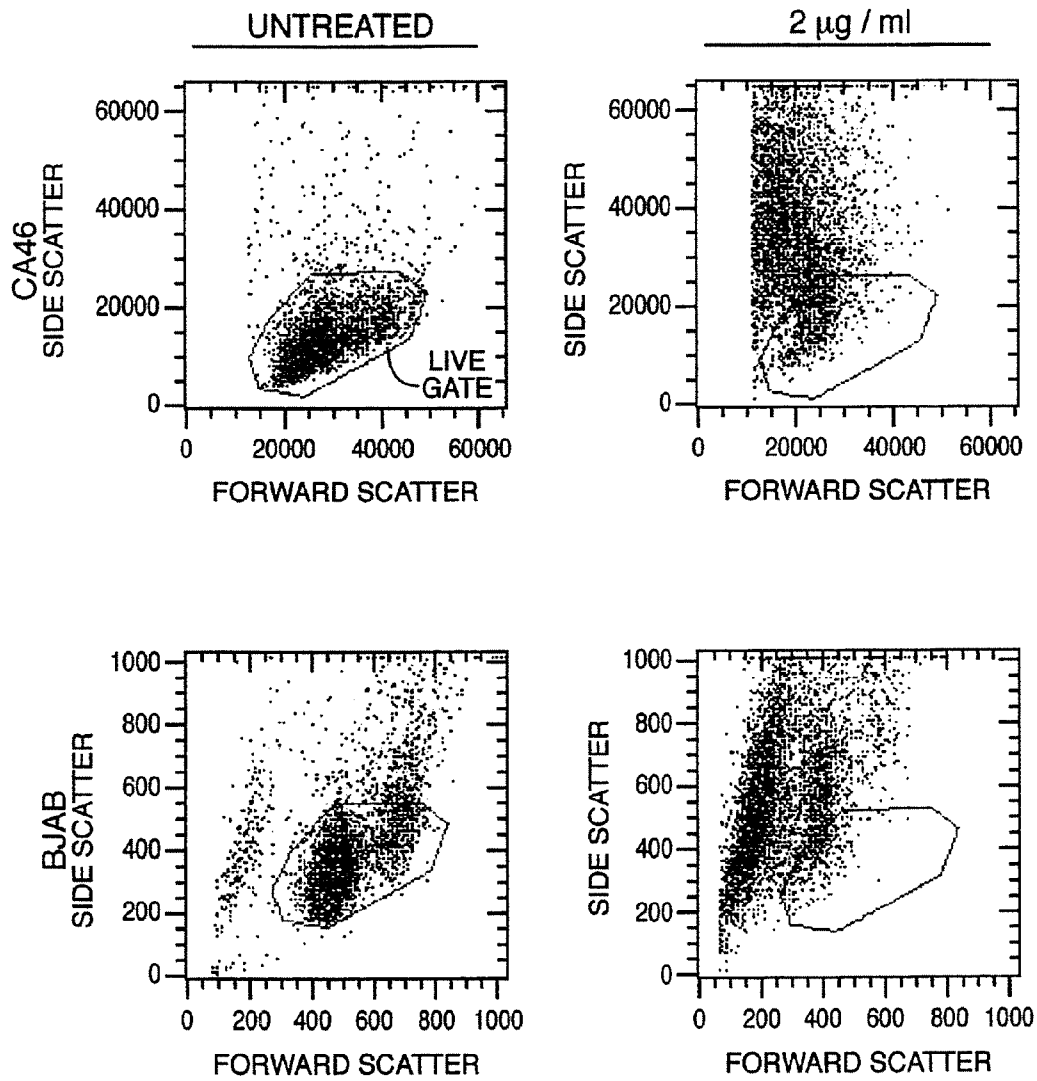 UNTREATED
2 μg / ml
CA46
SIDE SCATTER
60000
40000
20000
0
LIVE
GATE
0 20000 40000 60000
FORWARD SCATTER
SIDE SCATTER
60000
40000
20000
0
0 20000 40000 60000
FORWARD SCATTER
BJAB
SIDE SCATTER
1000
800
600
400
200
0
0 200 400 600 800 1000
FORWARD SCATTER
SIDE SCATTER
1000
800
600
400
200
0
0 200 400 600 800 1000
FORWARD SCATTER